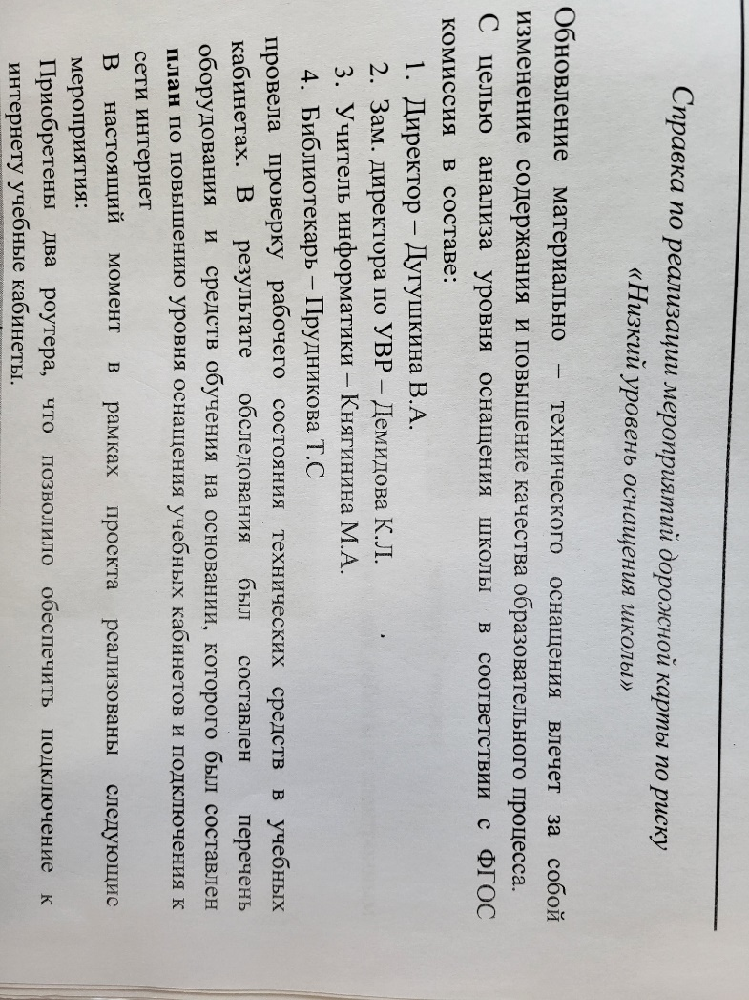 Справка по реализации мероприятий дорожной карты по риску
«Низкий уровень оснащения школы»
Обновление материально – технического оснащения влечет за собой
изменение содержания и повышение качества образовательного процесса.
С целью анализа уровня оснащения школы в соответствии с ФГОС
комиссия в составе:
1. Директор – Дугушкина В.А.
2. Зам. директора по УВР – Демидова К.Л.
3. Учитель информатики – Княгинина М.А.
4. Библиотекарь – Прудникова Т.С
провела проверку рабочего состояния технических средств в учебных
кабинетах. В результате обследования был составлен перечень
оборудования и средств обучения на основании, которого был составлен
план по повышению уровня оснащения учебных кабинетов и подключения к
сети интернет
В настоящий момент в рамках проекта реализованы следующие
мероприятия:
Приобретены два роутера, что позволило обеспечить подключение к
интернету учебные кабинеты.